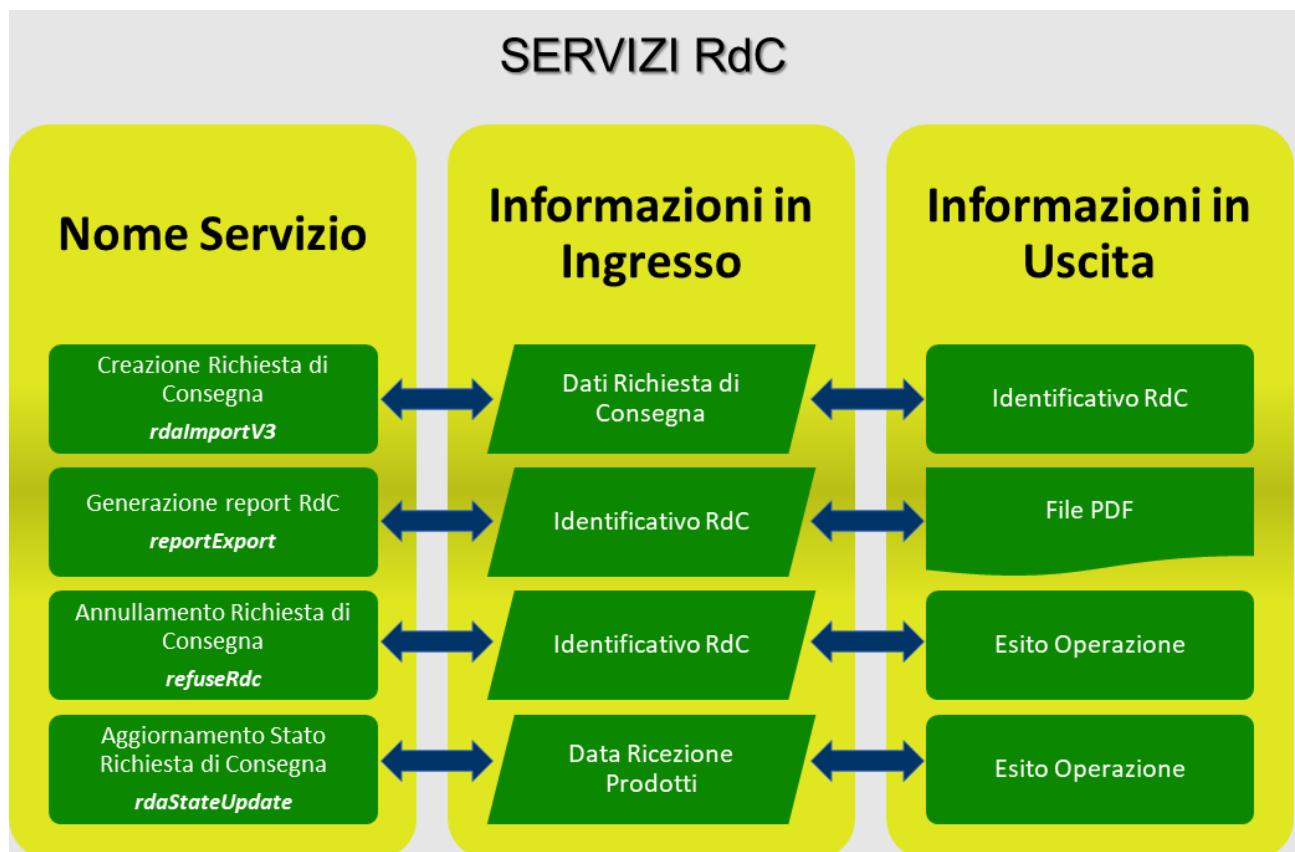 SERVIZI RdC
Nome Servizio
Informazioni in
Ingresso
Informazioni in
Uscita
Creazione Richiesta di
Consegna
rdaImportV3
Dati Richiesta di
Consegna
Identificativo RdC
Generazione report RdC
reportExport
Identificativo RdC
File PDF
Annullamento Richiesta di
Consegna
refuseRdc
Identificativo RdC
Esito Operazione
Aggiornamento Stato
Richiesta di Consegna
rdaStateUpdate
Data Ricezione
Prodotti
Esito Operazione